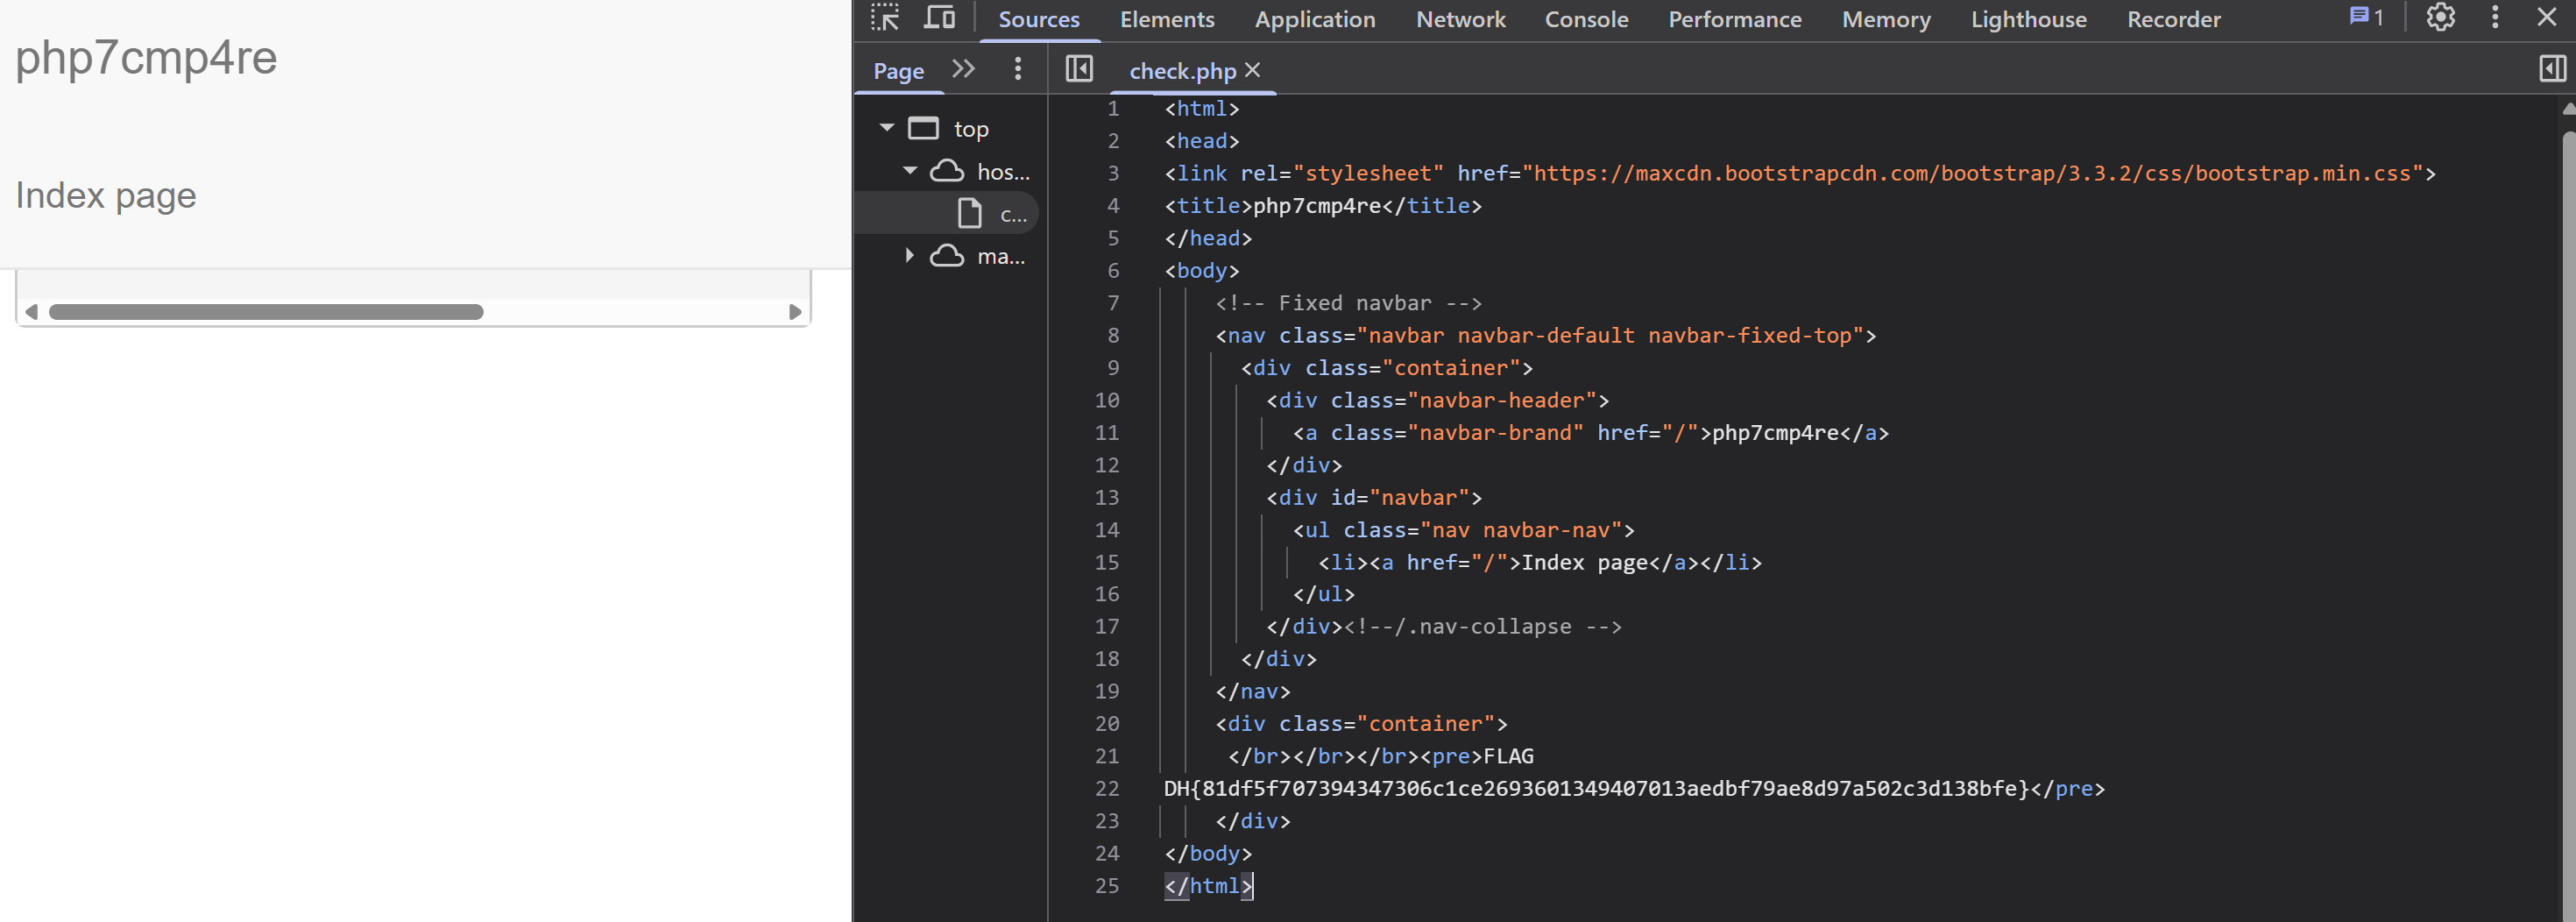 php7cmp4re
Index page
Sources Elements Application Network Console Performance Memory Lighthouse Recorder 1
Page check.php
top
hos...
c...
ma...
1 <html>
2 <head>
3 <link rel="stylesheet" href="https://maxcdn.bootstrapcdn.com/bootstrap/3.3.2/css/bootstrap.min.css">
4 <title>php7cmp4re</title>
5 </head>
6 <body>
7 <!-- Fixed navbar -->
8 <nav class="navbar navbar-default navbar-fixed-top">
9 <div class="container">
10 <div class="navbar-header">
11 <a class="navbar-brand" href="/">php7cmp4re</a>
12 </div>
13 <div id="navbar">
14 <ul class="nav navbar-nav">
15 <li><a href="/">Index page</a></li>
16 </ul>
17 </div><!--/.nav-collapse -->
18 </div>
19 </nav>
20 <div class="container">
21 </br></br></br><pre>FLAG
22 DH{81df5f707394347306c1ce2693601349407013aedbf79ae8d97a502c3d138bfe}</pre>
23 </div>
24 </body>
25 </html>